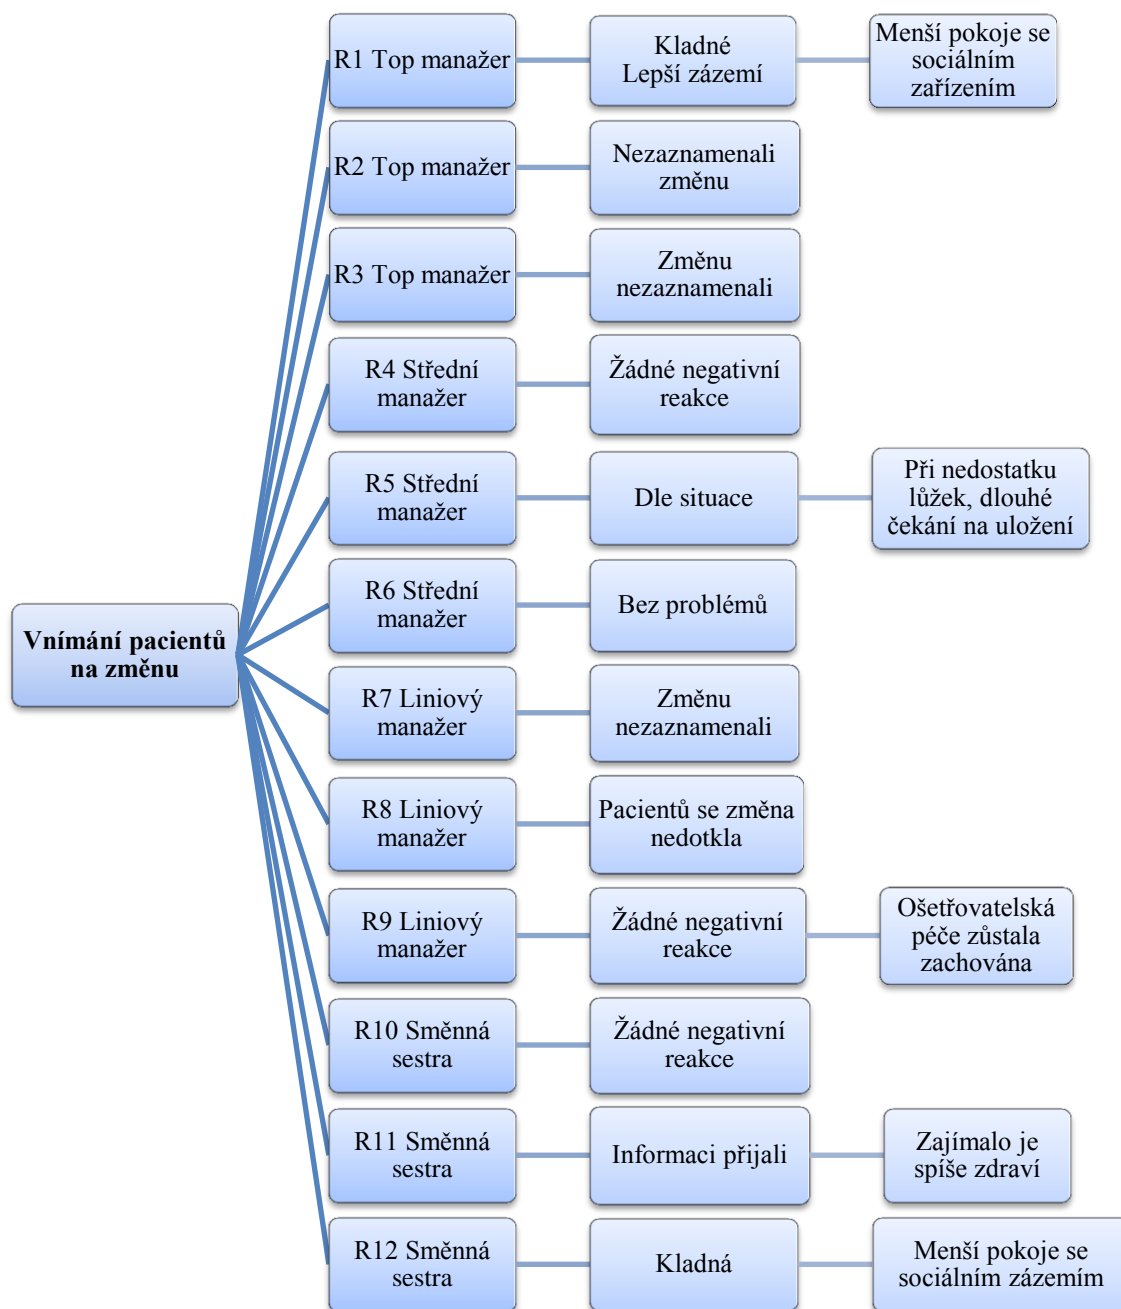 R1 Top manažer
Kladné
Lepší zázemí
Menší pokoje se
sociálním
zařízením
R2 Top manažer
Nezaznamenali
změnu
R3 Top manažer
Změnu
nezaznamenali
R4 Střední
manažer
Žádné negativní
reakce
R5 Střední
manažer
Dle situace
Při nedostatku
lůžek, dlouhé
čekání na uložení
R6 Střední
manažer
Bez problémů
Vnímání pacientů
na změnu
R7 Liniový
manažer
Změnu
nezaznamenali
R8 Liniový
manažer
Pacientů se změna
nedotkla
R9 Liniový
manažer
Žádné negativní
reakce
Ošetřovatelská
péče zůstala
zachována
R10 Směnná
sestra
Žádné negativní
reakce
R11 Směnná
sestra
Informaci přijali
Zajímalo je
spíše zdraví
R12 Směnná
sestra
Kladná
Menší pokoje se
sociálním zázemím